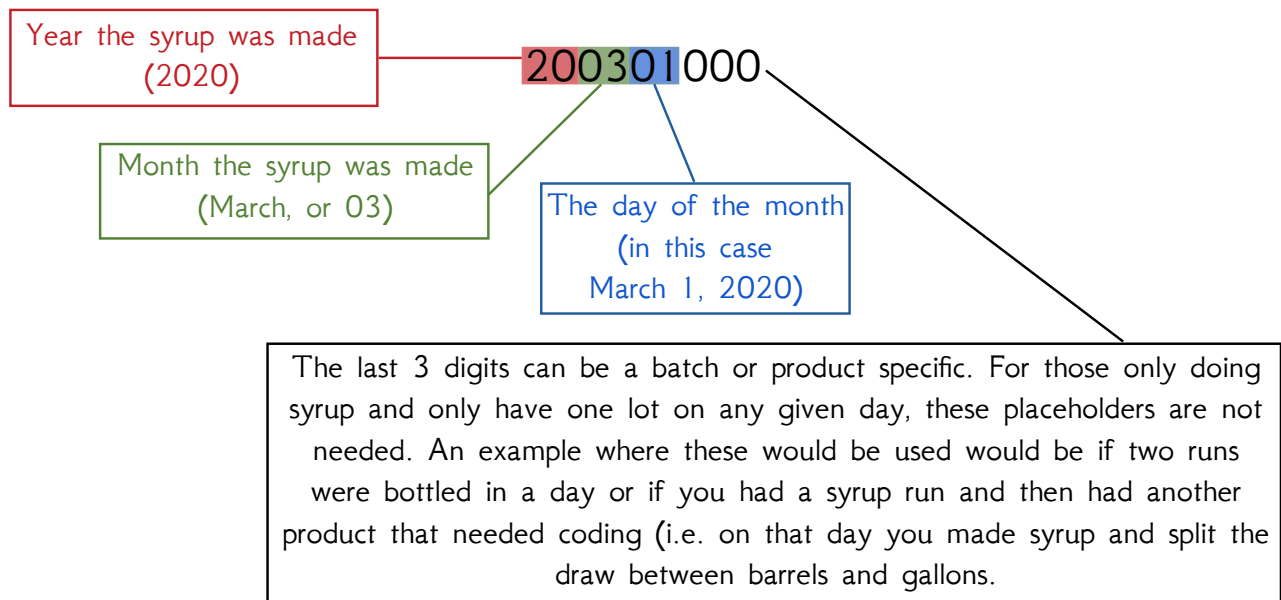 Year the syrup was made
(2020)
200301000
Month the syrup was made
(March, or 03)
The day of the month
(in this case
March 1, 2020)
The last 3 digits can be a batch or product specific. For those only doing
syrup and only have one lot on any given day, these placeholders are not
needed. An example where these would be used would be if two runs
were bottled in a day or if you had a syrup run and then had another
product that needed coding (i.e. on that day you made syrup and split the
draw between barrels and gallons.